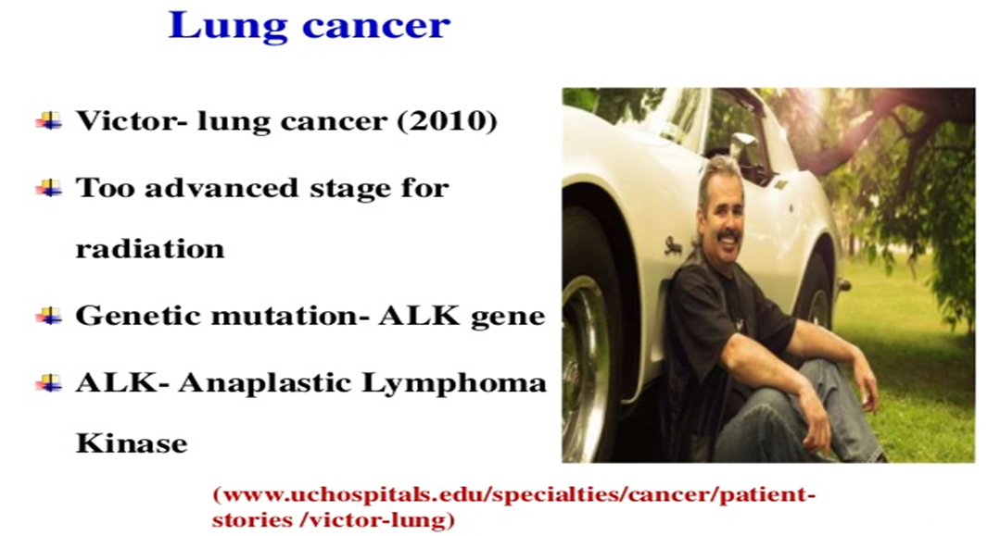 Lung cancer
Victor- lung cancer (2010)
Too advanced stage for
radiation
Genetic mutation- ALK gene
ALK- Anaplastic Lymphoma
Kinase
(www.uchospitals.edu/specialties/cancer/patient-
stories /victor-lung)